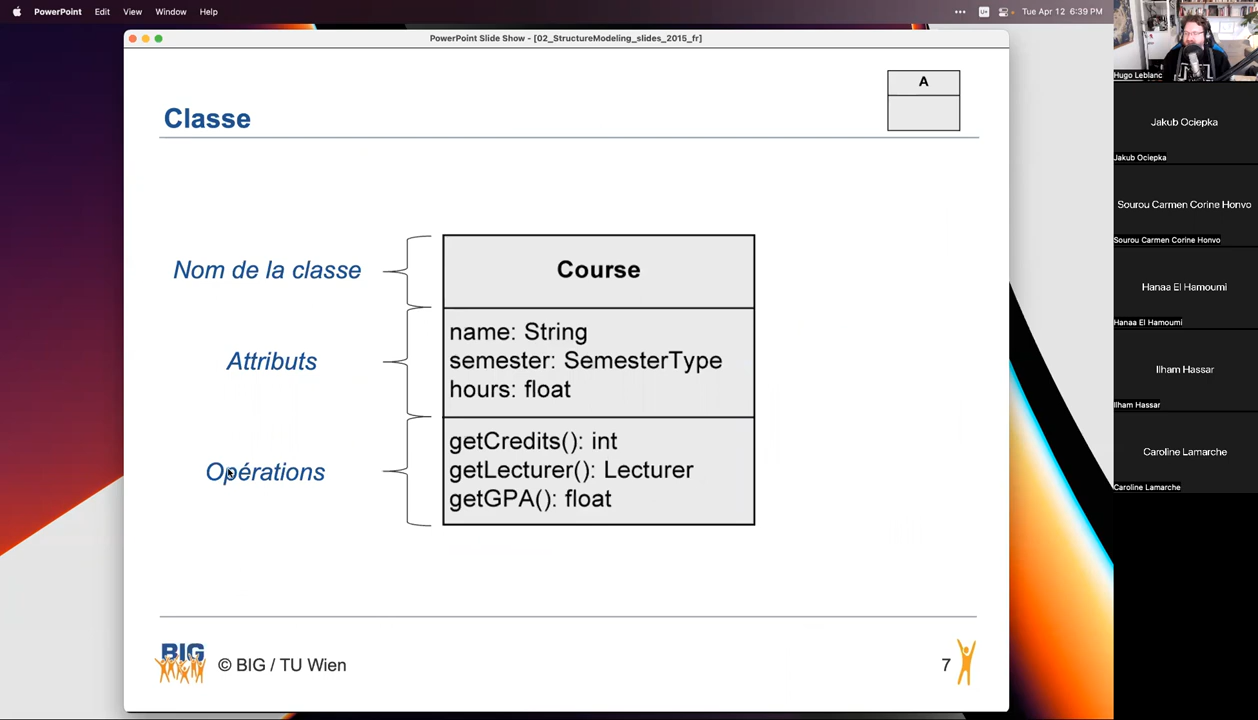 PowerPoint Edit View Window Help
••• U+ Tue Apr 12 6:39 PM
PowerPoint Slide Show - [02_StructureModeling_slides_2015_fr]
A
Classe
Nom de la classe
Course
Attributs
name: String
semester: SemesterType
hours: float
Opérations
getCredits(): int
getLecturer(): Lecturer
getGPA(): float
BIG
© BIG / TU Wien
7
Hugo Leblanc
Jakub Ociepka
Jakub Ociepka
Sourou Carmen Corine Honvo
Sourou Carmen Corine Honvo
Hanaa El Hamoumi
Hanaa El Hamoumi
Ilham Hassar
Ilham Hassar
Caroline Lamarche
Caroline Lamarche